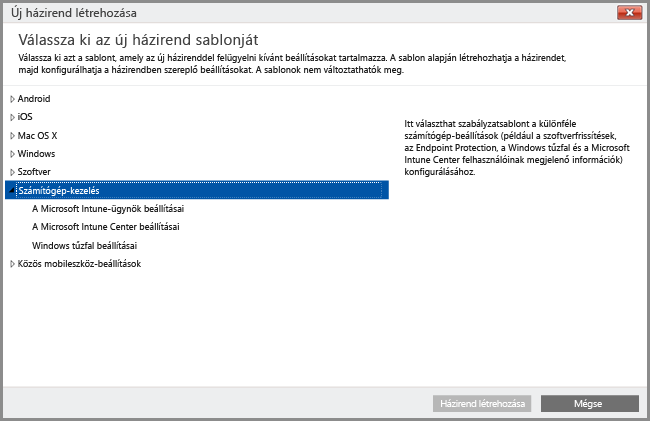 Új házirend létrehozása
Válassza ki az új házirend sablonját
Válassza ki azt a sablont, amely az új házirenddel felügyelni kívánt beállításokat tartalmazza. A sablon alapján létrehozhatja a házirendet,
majd konfigurálhatja a házirendben szereplő beállításokat. A sablonok nem változtathatók meg.
Android
iOS
Mac OS X
Windows
Szoftver
Számítógép-kezelés
A Microsoft Intune-ügynök beállításai
A Microsoft Intune Center beállításai
Windows tűzfal beállításai
Közös mobileszköz-beállítások
Itt választhat szabályzatsablont a különféle
számítógép-beállítások (például a szoftverfrissítések,
az Endpoint Protection, a Windows tűzfal és a Microsoft
Intune Center felhasználóinak megjelenő információk)
konfigurálásához.
Házirend létrehozása
Mégse